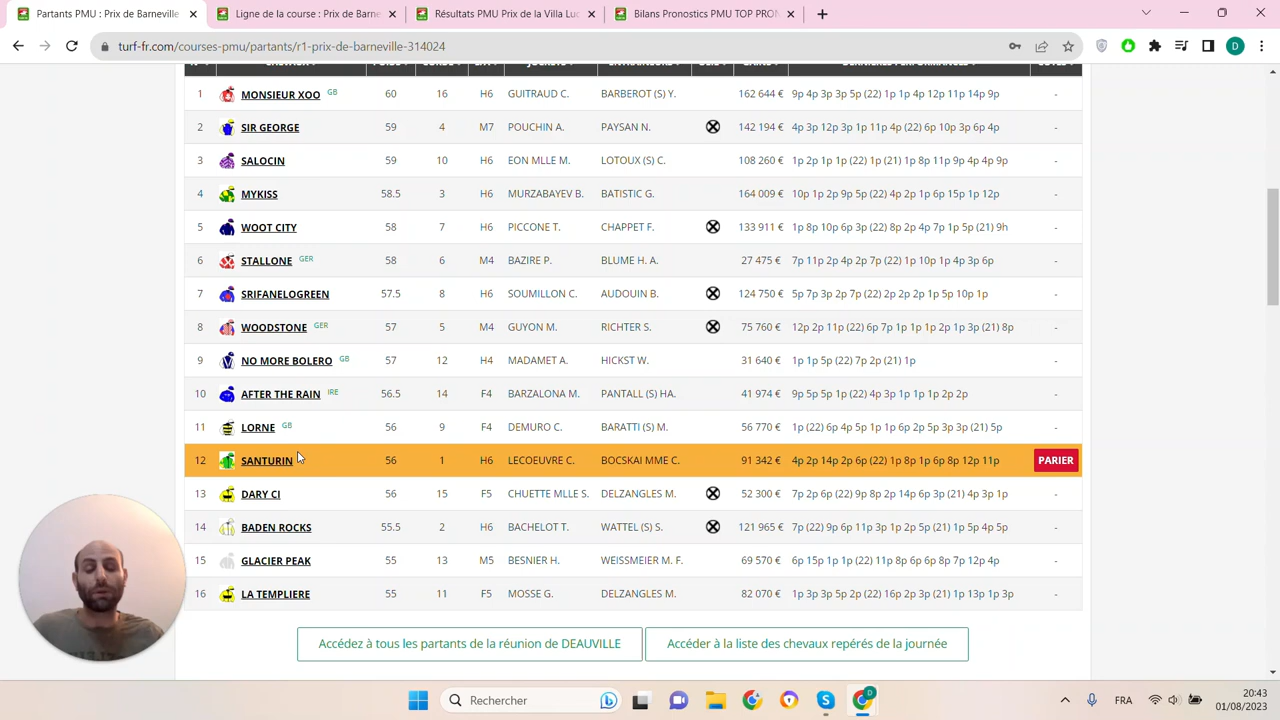 Partants PMU : Prix de Barneville
Ligne de la course : Prix de Barne
Résultats PMU Prix de la Villa Luc
Bilans Pronostics PMU TOP PRON
turf-fr.com/courses-pmu/partants/r1-prix-de-barneville-314024
1 MONSIEUR XOO GB 60 16 H6 GUITRAUD C. BARBEROT (S) Y. 162 644 € 9p 4p 3p 3p 5p (22) 1p 1p 4p 12p 11p 14p 9p -
2 SIR GEORGE 59 4 M7 POUCHIN A. PAYSAN N. 142 194 € 4p 3p 12p 3p 1p 11p 4p (22) 6p 10p 3p 6p 4p -
3 SALOCIN 59 10 H6 EON MLLE M. LOTOUX (S) C. 108 260 € 1p 2p 1p 1p (22) 1p (21) 1p 8p 11p 9p 4p 4p 9p -
4 MYKISS 58.5 3 H6 MURZABAYEV B. BATISTIC G. 164 009 € 10p 1p 2p 9p 5p (22) 4p 2p 1p 6p 15p 1p 12p -
5 WOOT CITY 58 7 H6 PICCONE T. CHAPPET F. 133 911 € 1p 8p 10p 6p 3p (22) 8p 2p 4p 7p 1p 5p (21) 9h -
6 STALLONE GER 58 6 M4 BAZIRE P. BLUME H. A. 27 475 € 7p 11p 2p 4p 2p 7p (22) 1p 10p 1p 4p 3p 6p -
7 SRIFANELOGREEN 57.5 8 H6 SOUMILLON C. AUDOUIN B. 124 750 € 5p 7p 3p 2p 7p (22) 2p 2p 2p 1p 5p 10p 1p -
8 WOODSTONE GER 57 5 M4 GUYON M. RICHTER S. 75 760 € 12p 2p 11p (22) 6p 7p 1p 1p 1p 2p 1p 3p (21) 8p -
9 NO MORE BOLERO GB 57 12 H4 MADAMET A. HICKST W. 31 640 € 1p 1p 5p (22) 7p 2p (21) 1p -
10 AFTER THE RAIN IRE 56.5 14 F4 BARZALONA M. PANTALL (S) HA. 41 974 € 9p 5p 5p 1p (22) 4p 3p 1p 1p 1p 2p 2p -
11 LORNE GB 56 9 F4 DEMURO C. BARATTI (S) M. 56 770 € 1p (22) 6p 4p 5p 1p 1p 6p 2p 3p 3p (21) 5p -
12 SANTURIN 56 1 H6 LECOEUVRE C. BOCSKAI MME C. 91 342 € 4p 2p 14p 2p 6p (22) 1p 8p 1p 6p 8p 12p 11p PARIER
13 DARY CI 56 15 F5 CHUETTE MLLE S. DELZANGLES M. 52 300 € 7p 2p 6p (22) 9p 8p 2p 14p 6p 3p (21) 4p 3p 1p -
14 BADEN ROCKS 55.5 2 H6 BACHELOT T. WATTEL (S) S. 121 965 € 7p (22) 9p 6p 11p 3p 1p 2p 5p (21) 1p 5p 4p 5p -
15 GLACIER PEAK 55 13 M5 BESNIER H. WEISSMEIER M. F. 69 570 € 6p 15p 1p 1p (22) 11p 8p 6p 6p 8p 7p 12p 4p -
16 LA TEMPLIERE 55 11 F5 MOSSE G. DELZANGLES M. 82 070 € 1p 3p 3p 5p 2p (22) 16p 2p 3p (21) 1p 13p 1p 3p -
Accédez à tous les partants de la réunion de DEAUVILLE
Accéder à la liste des chevaux repérés de la journée
Rechercher
FRA
20:43
01/08/2023